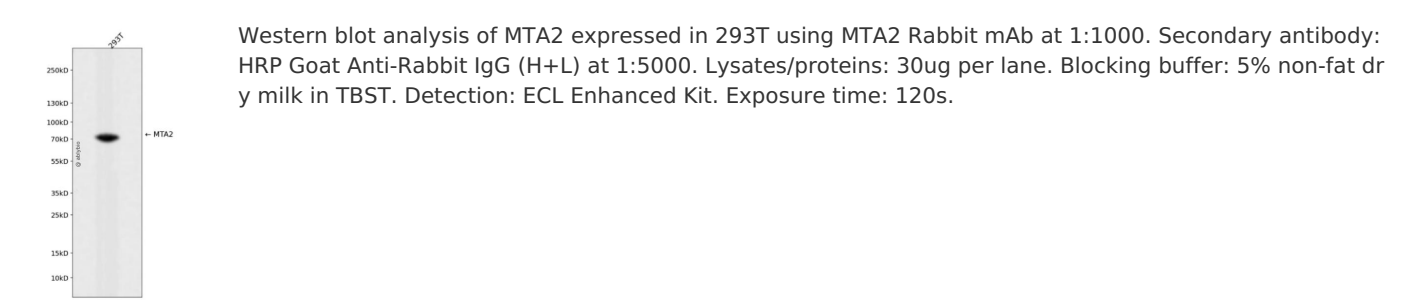 293T
Western blot analysis of MTA2 expressed in 293T using MTA2 Rabbit mAb at 1:1000. Secondary antibody:
HRP Goat Anti-Rabbit IgG (H+L) at 1:5000. Lysates/proteins: 30ug per lane. Blocking buffer: 5% non-fat dr
y milk in TBST. Detection: ECL Enhanced Kit. Exposure time: 120s.
250kD
130kD
100kD
70kD
← MTA2
55kD
35kD
25kD
15kD
10kD